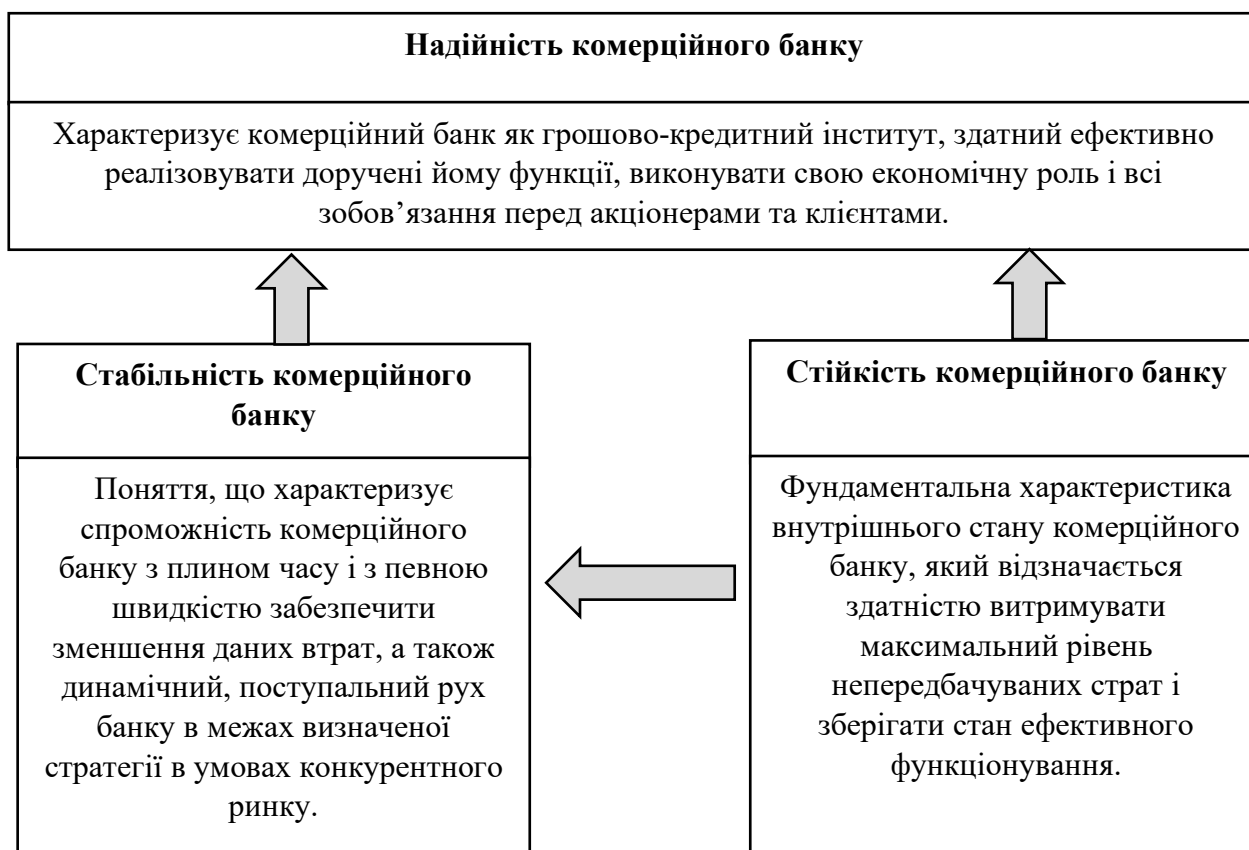 Надійність комерційного банку
Характеризує комерційний банк як грошово-кредитний інститут, здатний ефективно
реалізовувати доручені йому функції, виконувати свою економічну роль і всі
зобов’язання перед акціонерами та клієнтами.
Стабільність комерційного
банку
Поняття, що характеризує
спроможність комерційного
банку з плином часу і з певною
швидкістю забезпечити
зменшення даних втрат, а також
динамічний, поступальний рух
банку в межах визначеної
стратегії в умовах конкурентного
ринку.
Стійкість комерційного банку
Фундаментальна характеристика
внутрішнього стану комерційного
банку, який відзначається
здатністю витримувати
максимальний рівень
непередбачуваних страт і
зберігати стан ефективного
функціонування.